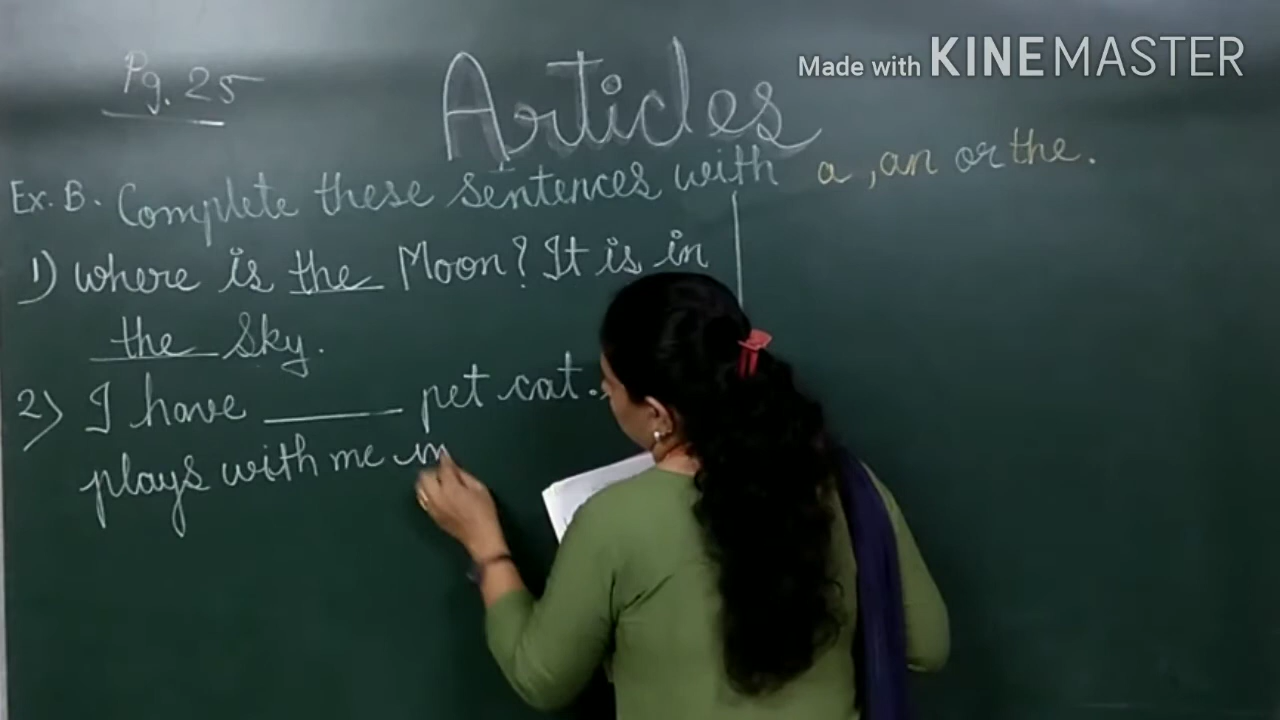 Made with KINEMASTER
Pg. 25
Articles
Ex. B. Complete these sentences with a, an or the.
1) where is the Moon? It is in
the Sky.
2) I have ______ pet cat.
plays with me in